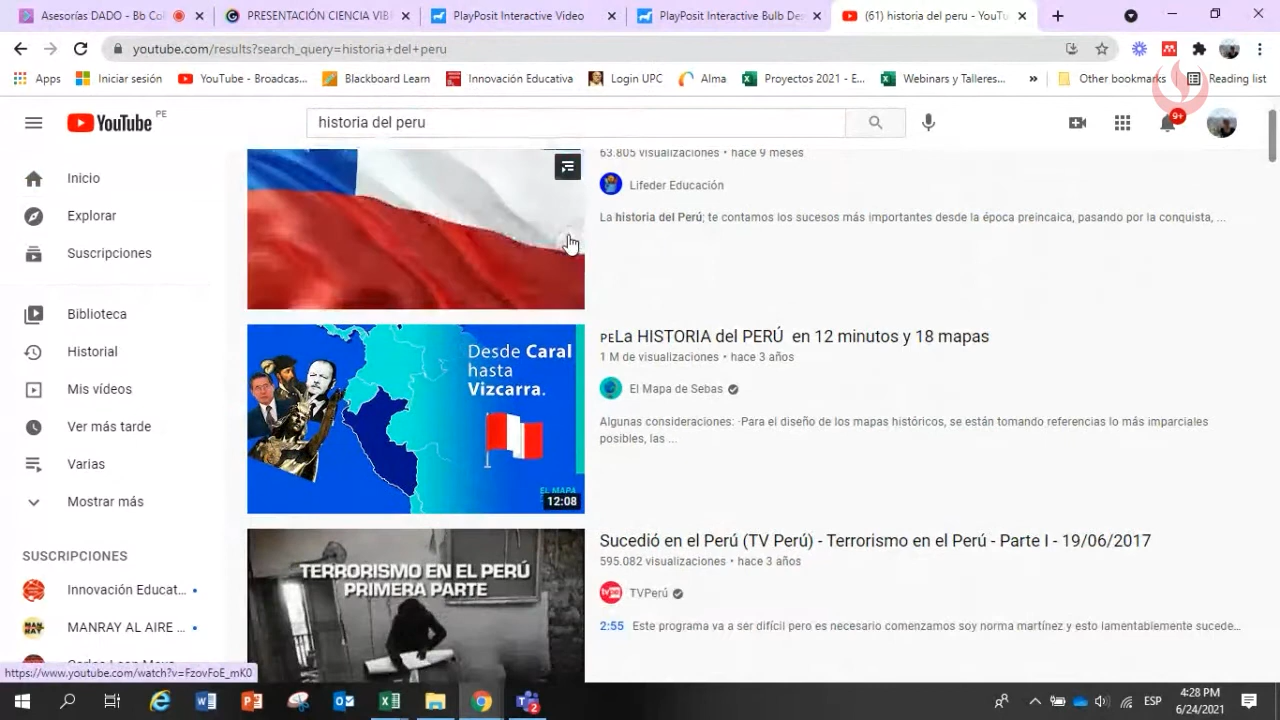 Asesorías DADO - Bb Col
PRESENTACIÓN CIENCIA VIB
PlayPosit Interactive Video
PlayPosit Interactive Bulb Des
(61) historia del peru - YouTu
youtube.com/results?search_query=historia+del+peru
Apps
Iniciar sesión
YouTube - Broadcas...
Blackboard Learn
Innovación Educativa
Login UPC
Alma
Proyectos 2021 - E...
Webinars y Talleres...
»
Other bookmarks
Reading list
YouTube PE
historia del peru
9+
63.805 visualizaciones • hace 9 meses
Inicio
Lifeder Educación
Explorar
La historia del Perú; te contamos los sucesos más importantes desde la época preincaica, pasando por la conquista, ...
Suscripciones
Biblioteca
Historial
Mis vídeos
Ver más tarde
Varias
Mostrar más
SUSCRIPCIONES
Innovación Educat...
MANRAY AL AIRE ...
Desde Caral
hasta
Vizcarra.
EL MAPA
12:08
PELa HISTORIA del PERÚ en 12 minutos y 18 mapas
1 M de visualizaciones • hace 3 años
El Mapa de Sebas
Algunas consideraciones: ·Para el diseño de los mapas históricos, se están tomando referencias lo más imparciales
posibles, las ...
TERRORISMO EN EL PERÚ
PRIMERA PARTE
Sucedió en el Perú (TV Perú) - Terrorismo en el Perú - Parte I - 19/06/2017
595.082 visualizaciones • hace 3 años
TVPerú
2:55 Este programa va a ser difícil pero es necesario comenzamos soy norma martínez y esto lamentablemente sucede...
https://www.youtube.com/watch?v=FzovFoE_mK0
2
ESP
4:28 PM
6/24/2021